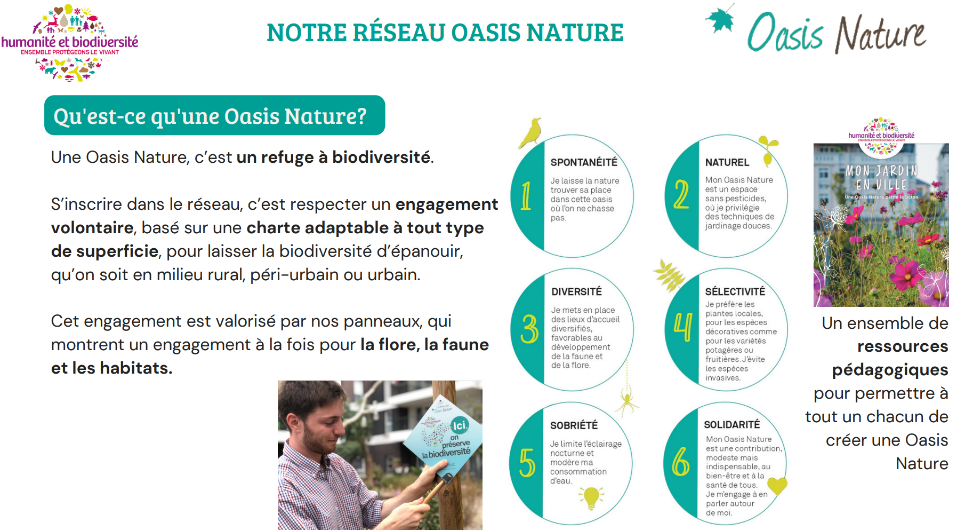 humanité et biodiversité
ENSEMBLE PROTÉGEONS LE VIVANT
NOTRE RÉSEAU OASIS NATURE
Oasis Nature
Qu'est-ce qu'une Oasis Nature?
Une Oasis Nature, c'est un refuge à biodiversité.
S'inscrire dans le réseau, c'est respecter un engagement
volontaire, basé sur une charte adaptable à tout type
de superficie, pour laisser la biodiversité d'épanouir,
qu'on soit en milieu rural, péri-urbain ou urbain.
Cet engagement est valorisé par nos panneaux, qui
montrent un engagement à la fois pour la flore, la faune
et les habitats.
Ici,
on
préserve
la biodiversité
1
SPONTANÉITÉ
Je laisse la nature
trouver sa place
dans cette oasis
où l'on ne chasse
pas.
2
NATUREL
Mon Oasis Nature
est un espace
sans pesticides,
où je privilégie
des techniques de
jardinage douces.
3
DIVERSITÉ
Je mets en place
des lieux d'accueil
diversifiés,
favorables au
développement
de la faune et
de la flore.
4
SÉLECTIVITÉ
Je préfère les
plantes locales,
pour les espèces
décoratives comme
pour les variétés
potagères ou
fruitières. J'évite
les espèces
invasives.
5
SOBRIÉTÉ
Je limite l'éclairage
nocturne et
modère ma
consommation
d'eau.
6
SOLIDARITÉ
Mon Oasis Nature
est une contribution,
modeste mais
indispensable, au
bien-être et à la
santé de tous.
Je m'engage à en
parler autour
de moi.
humanité et biodiversité
MON JARDIN
EN VILLE
Un ensemble de
ressources
pédagogiques
pour permettre à
tout un chacun de
créer une Oasis
Nature